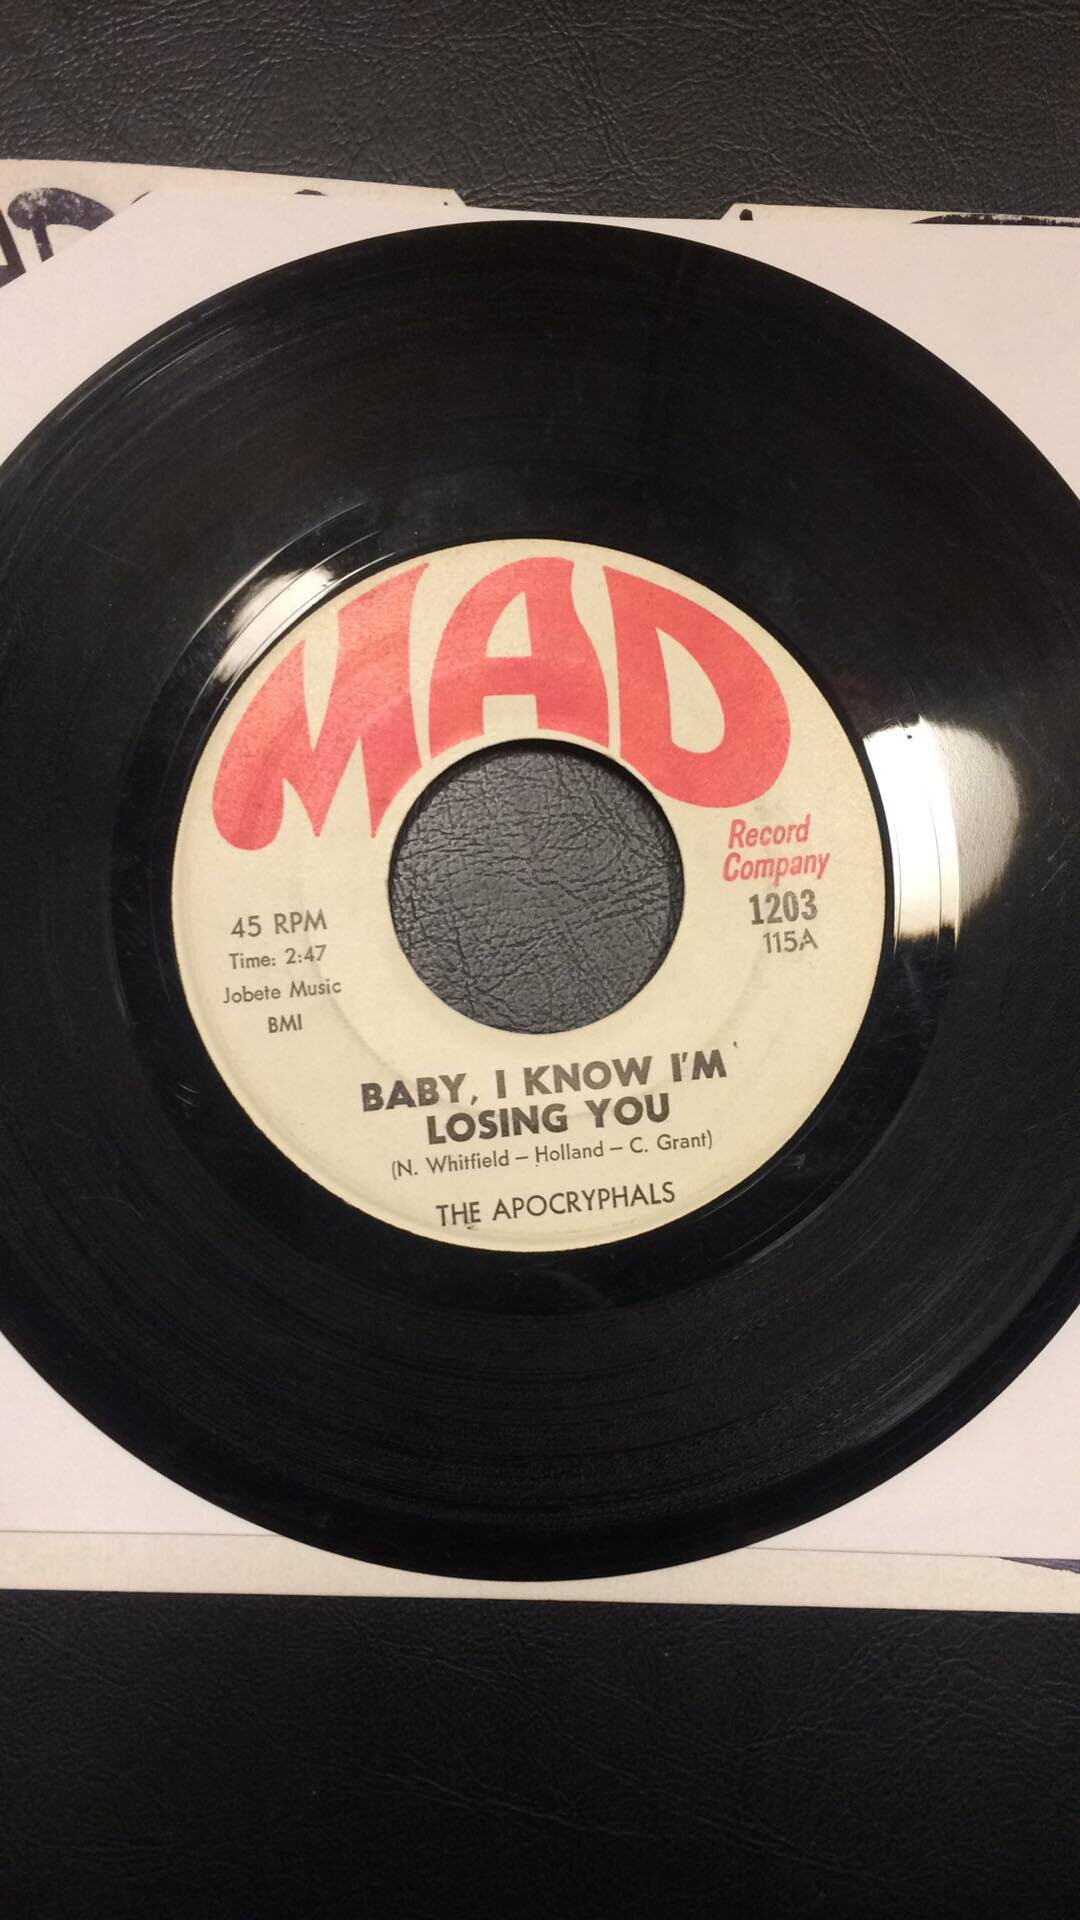 MAD
Record
Company
1203
115A
45 RPM
Time: 2:47
Jobete Music
BMI
BABY, I KNOW I'M
LOSING YOU
(N. Whitfield – Holland – C. Grant)
THE APOCRYPHALS